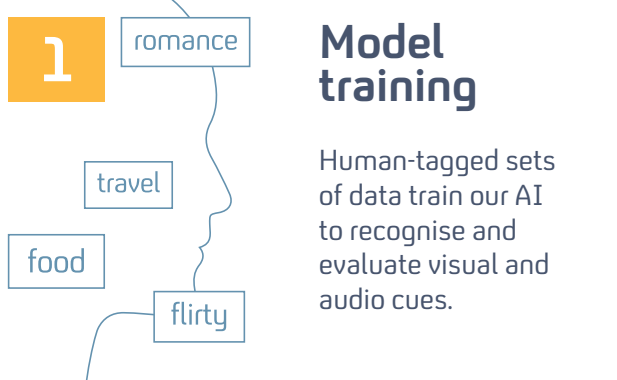 1
romance
travel
food
flirty
Model
training
Human-tagged sets
of data train our AI
to recognise and
evaluate visual and
audio cues.